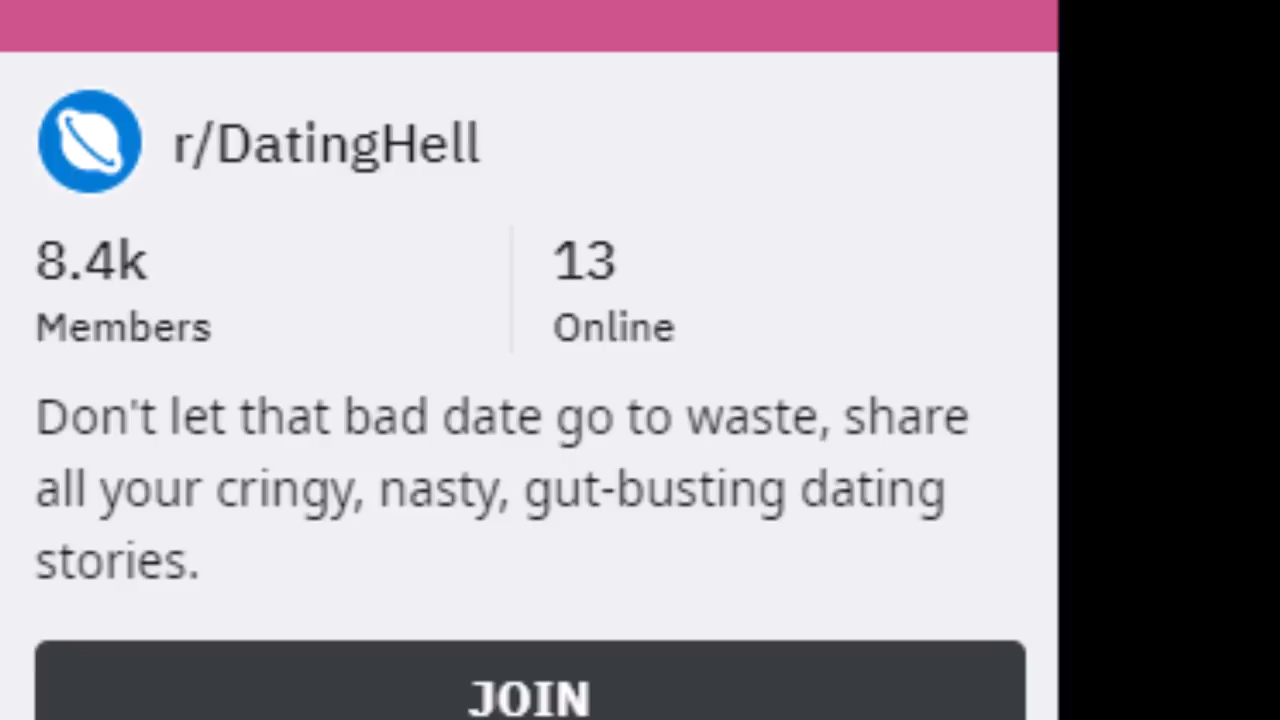 r/DatingHell
8.4k
13
Members
Online
Don't let that bad date go to waste, share
all your cringy, nasty, gut-busting dating
stories.
JOIN